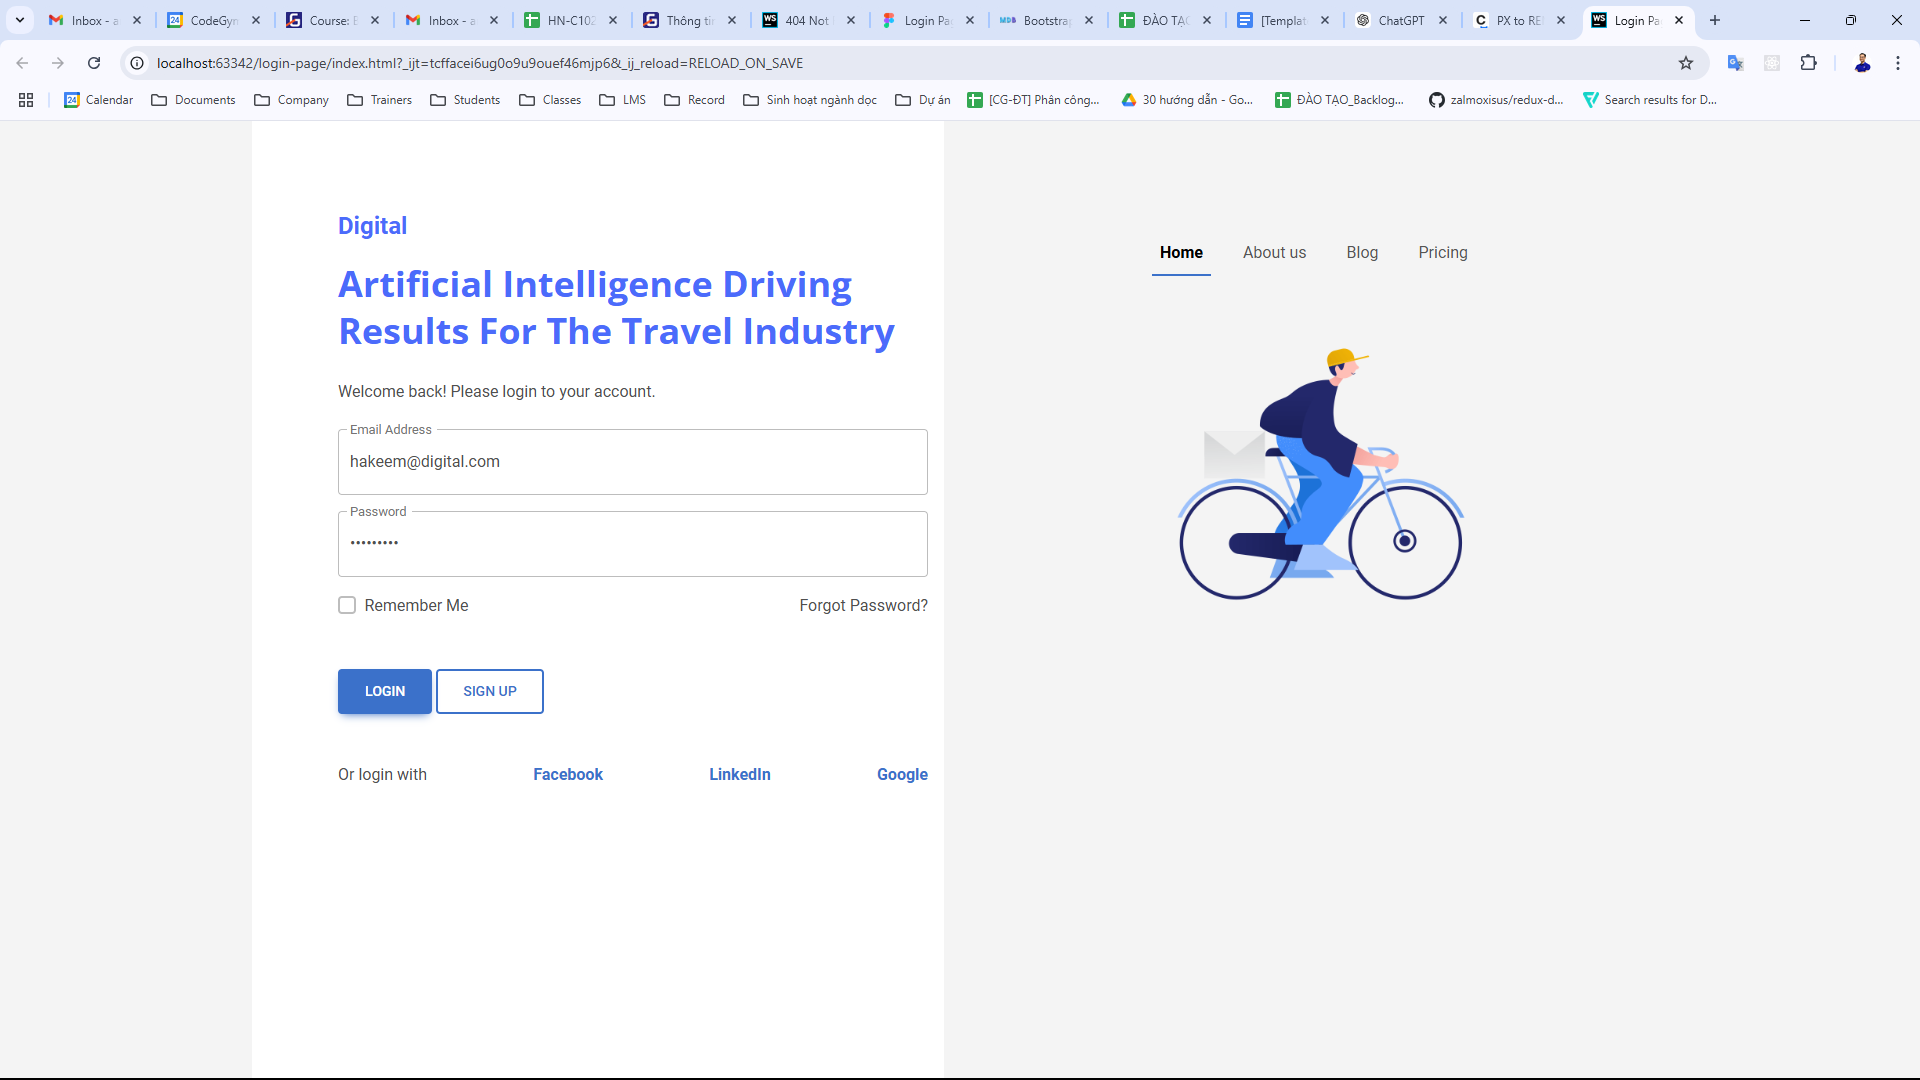 Inbox - a
CodeGyn
Course: E
Inbox - a
HN-C102
Thông tin
404 Not
Login Pa
Bootstrap
ĐÀO TẠO
[Templat
ChatGPT
PX to RE
Login Pa
localhost:63342/login-page/index.html?_ijt=tcffacei6ug0o9u9ouef46mjp6&_ij_reload=RELOAD_ON_SAVE
Calendar
Documents
Company
Trainers
Students
Classes
LMS
Record
Sinh hoạt ngành dọc
Dự án
[CG-ĐT] Phân công...
30 hướng dẫn - Go...
ĐÀO TẠO_Backlog...
zalmoxisus/redux-d...
Search results for D...
Digital
Artificial Intelligence Driving
Results For The Travel Industry
Welcome back! Please login to your account.
Email Address
hakeem@digital.com
Password
•••••••••
Remember Me
Forgot Password?
LOGIN
SIGN UP
Or login with
Facebook
LinkedIn
Google
Home
About us
Blog
Pricing